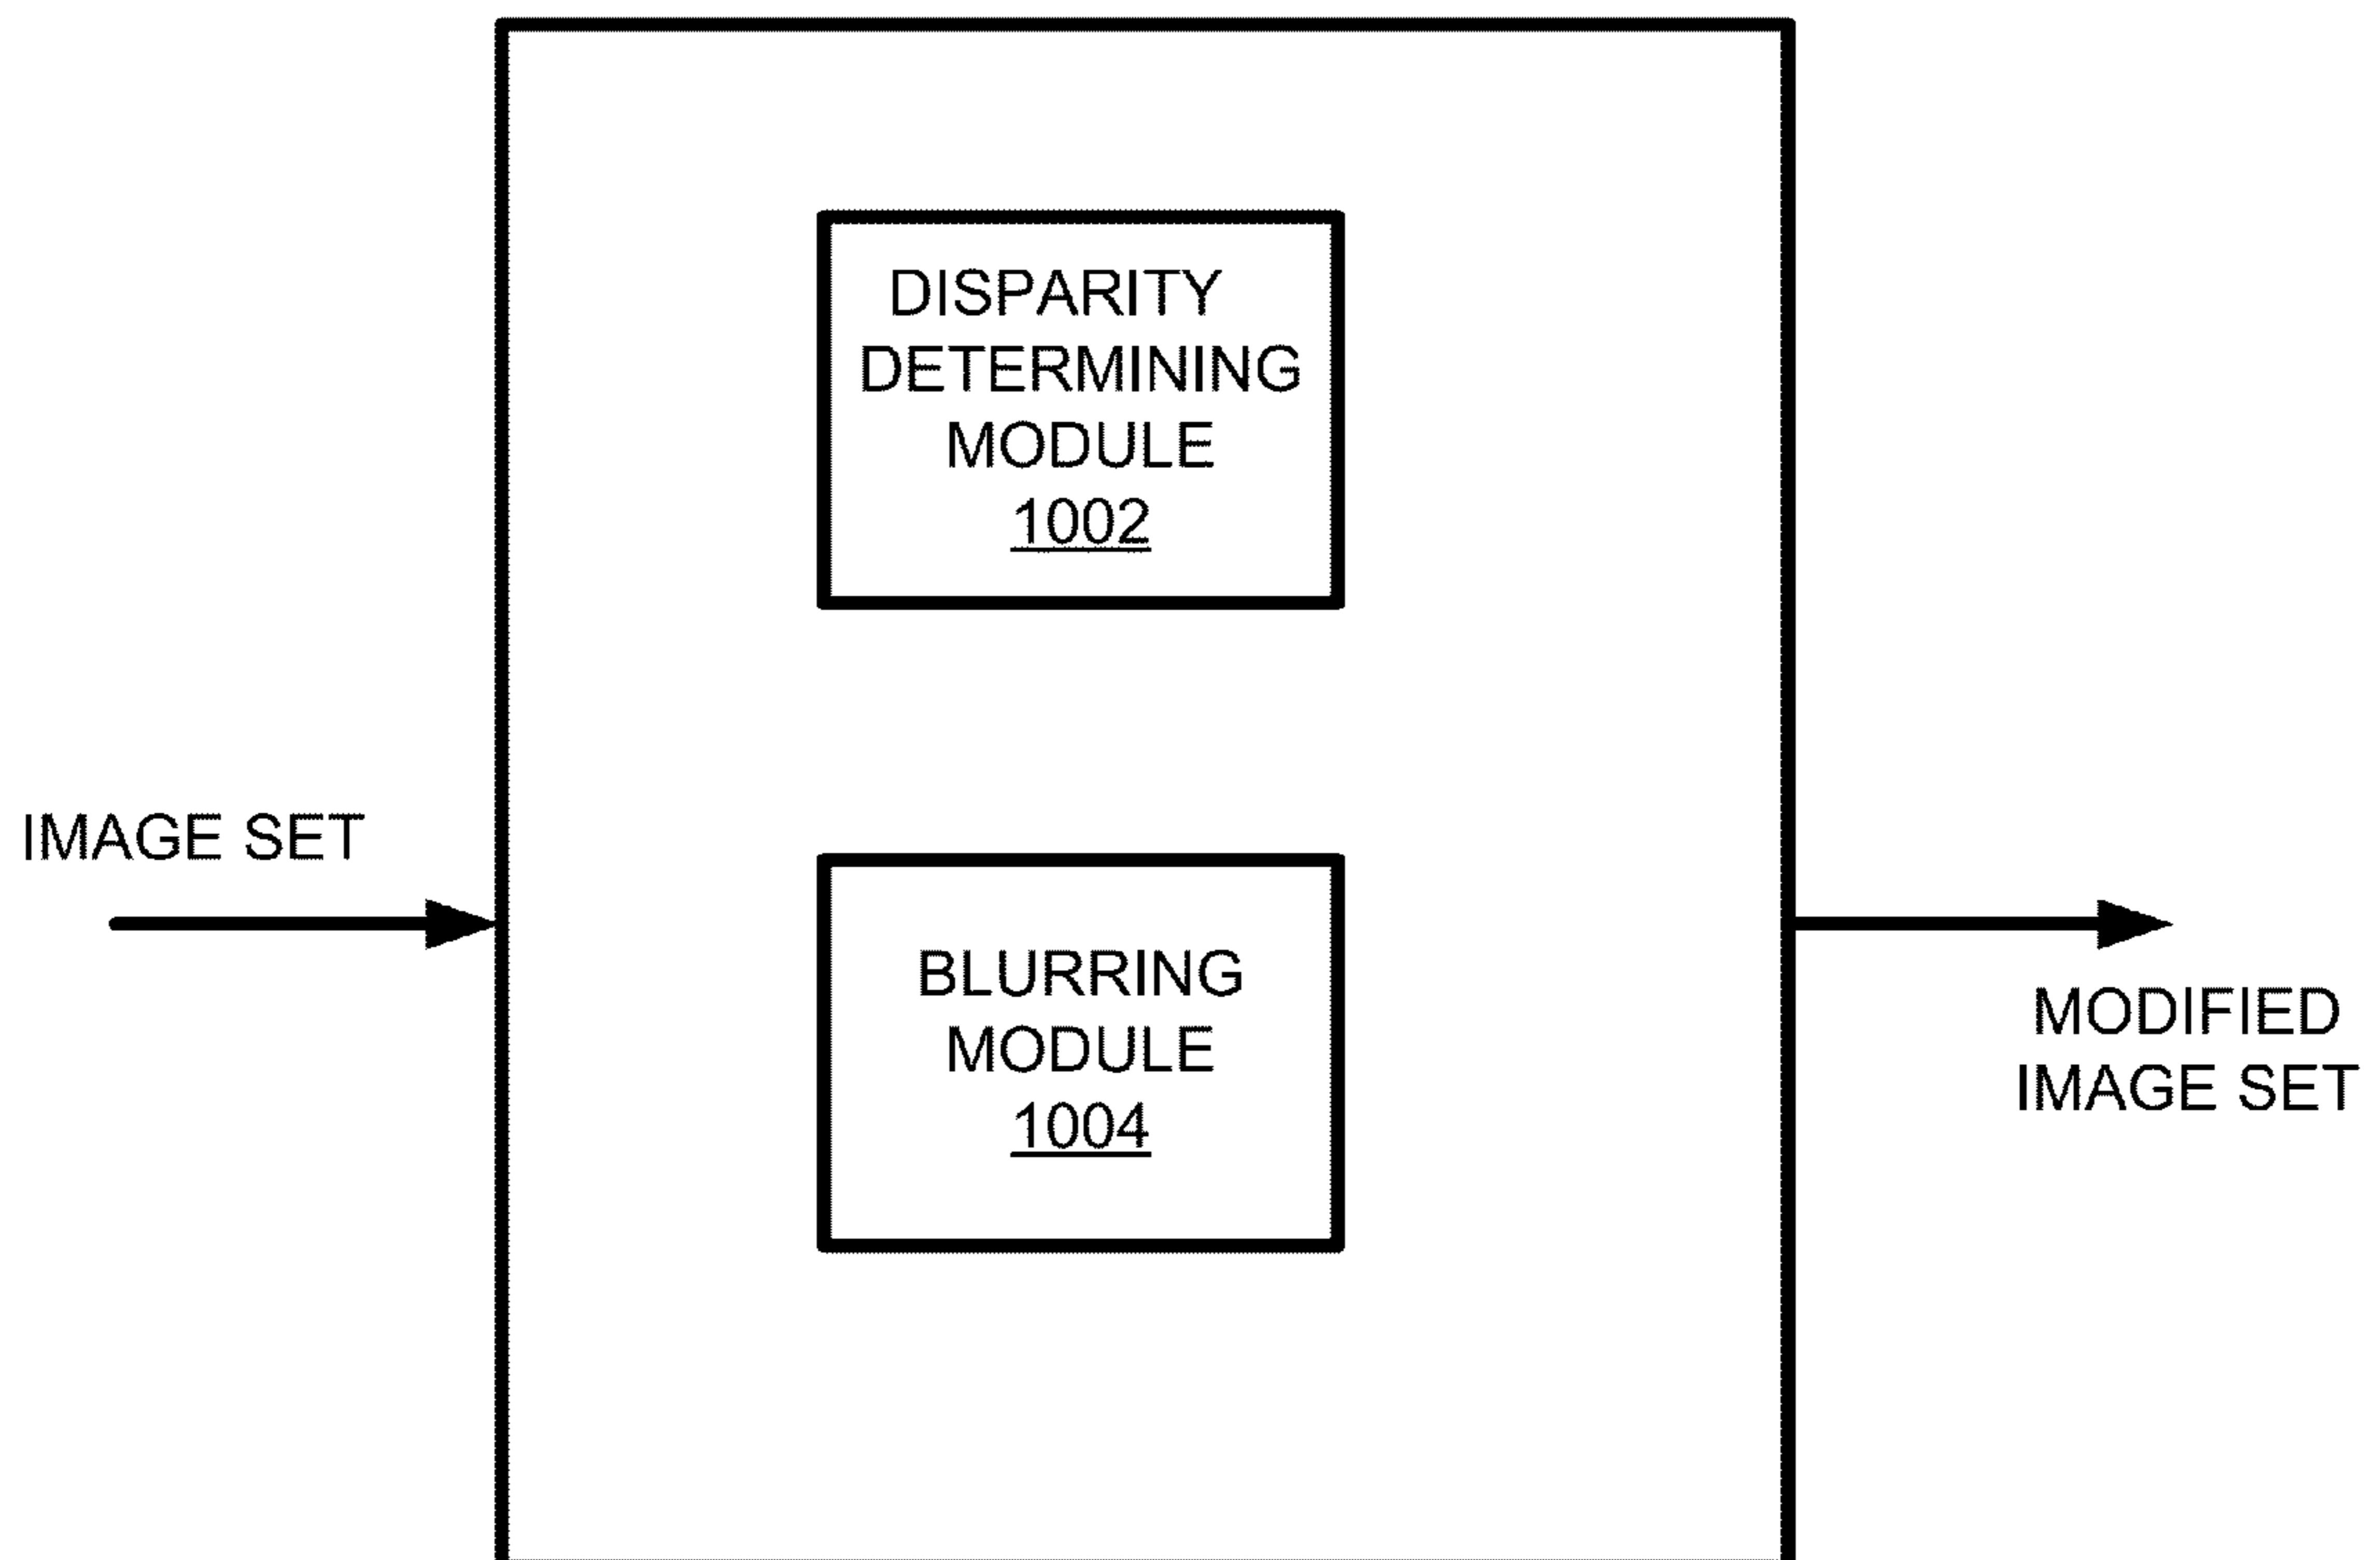 DISPARITY
DETERMINING
MODULE
1002
IMAGE SET
BLURRING
MODULE
1004
MODIFIED
IMAGE SET